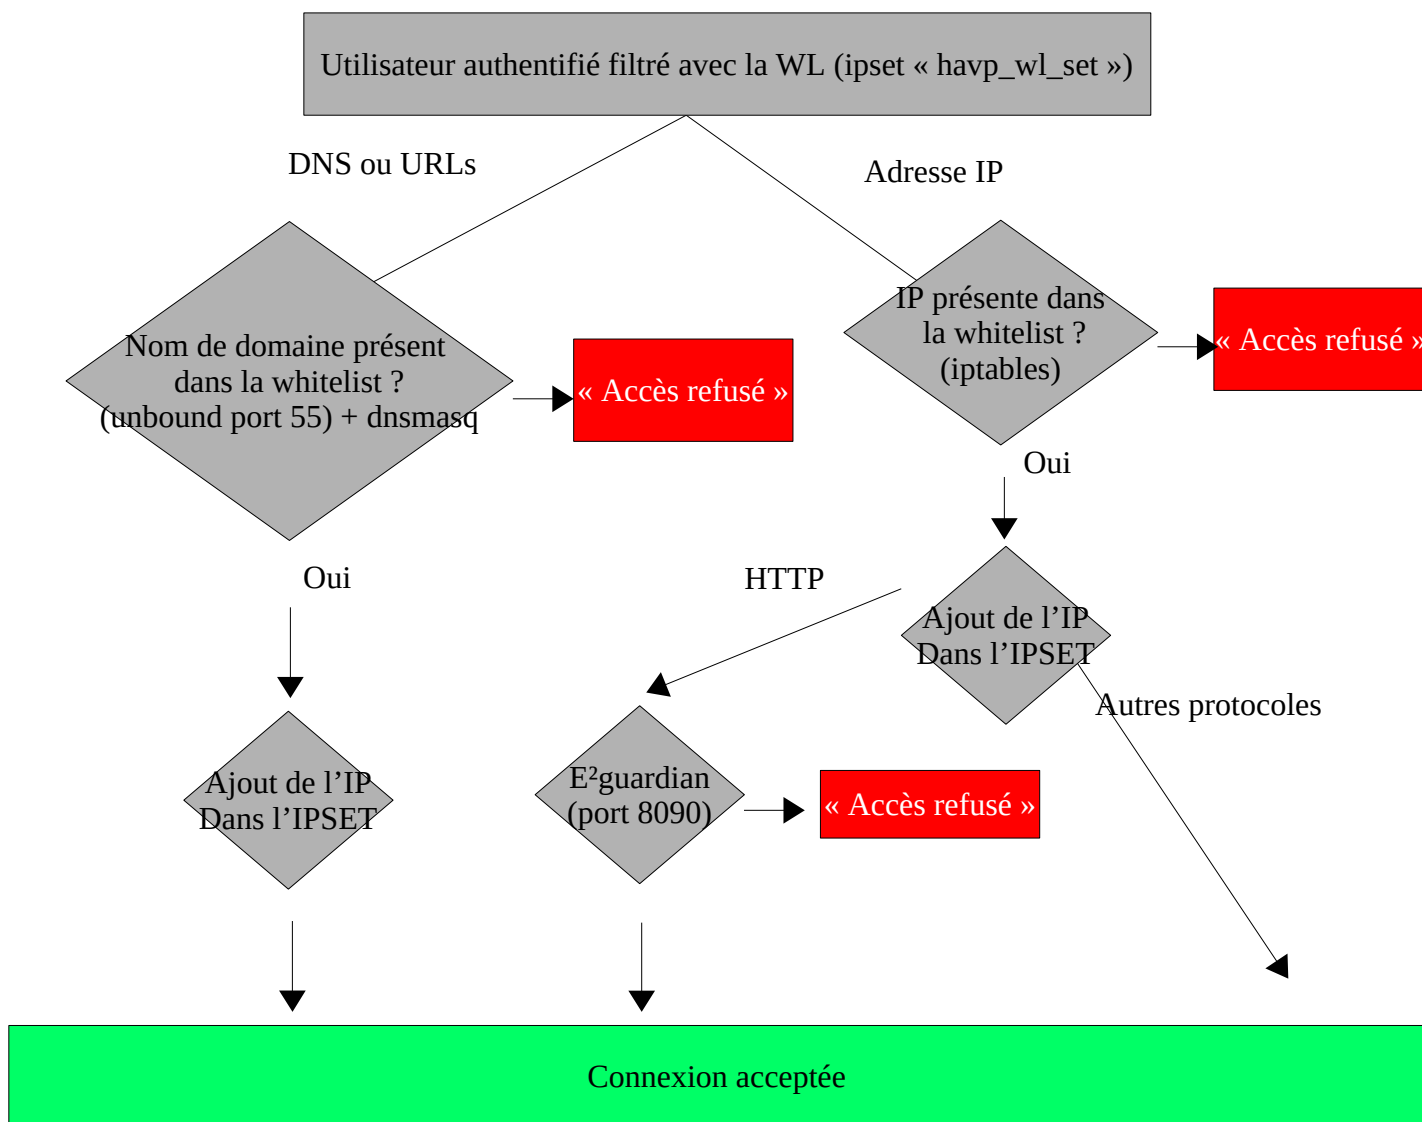 Utilisateur authentifié filtré avec la WL (ipset « havp_wl_set »)
DNS ou URLs
Adresse IP
Nom de domaine présent
dans la whitelist ?
(unbound port 55) + dnsmasq
« Accès refusé »
IP présente dans
la whitelist ?
(iptables)
« Accès refusé »
Oui
Oui
HTTP
Ajout de l’IP
Dans l’IPSET
Autres protocoles
Ajout de l’IP
Dans l’IPSET
E²guardian
(port 8090)
« Accès refusé »
Connexion acceptée